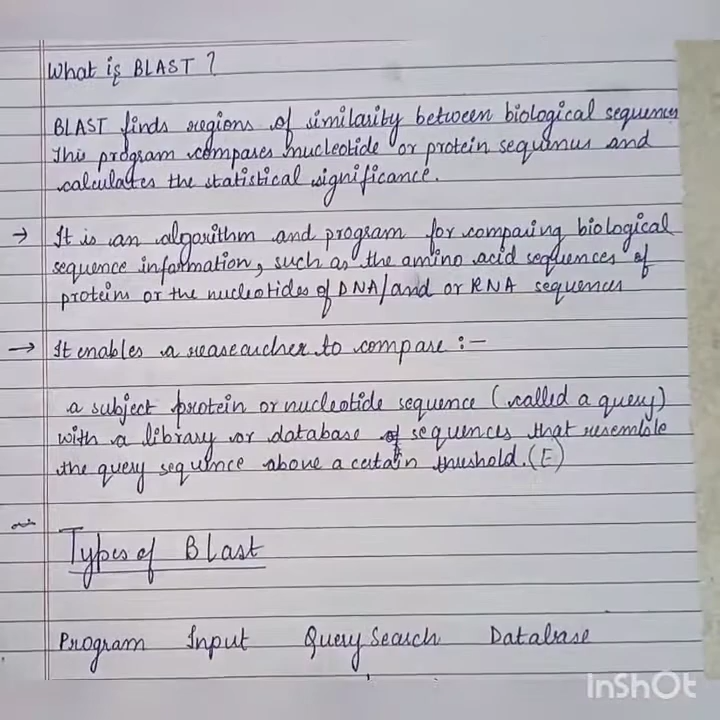 What is BLAST ?
BLAST finds regions of similarity between biological sequences
This program compares nucleotide or protein sequences and
calculates the statistical significance.
→ It is an algorithm and program for comparing biological
sequence information, such as the amino acid sequences of
proteins or the nucleotides of DNA/and or RNA sequences
→ It enables a reasearcher to compare :-
a subject protein or nucleotide sequence (called a query)
with a library or database of sequences that resemble
the query sequence above a certain threshold.(E)
Types of Blast
Program Input Query Search Database
InShOt